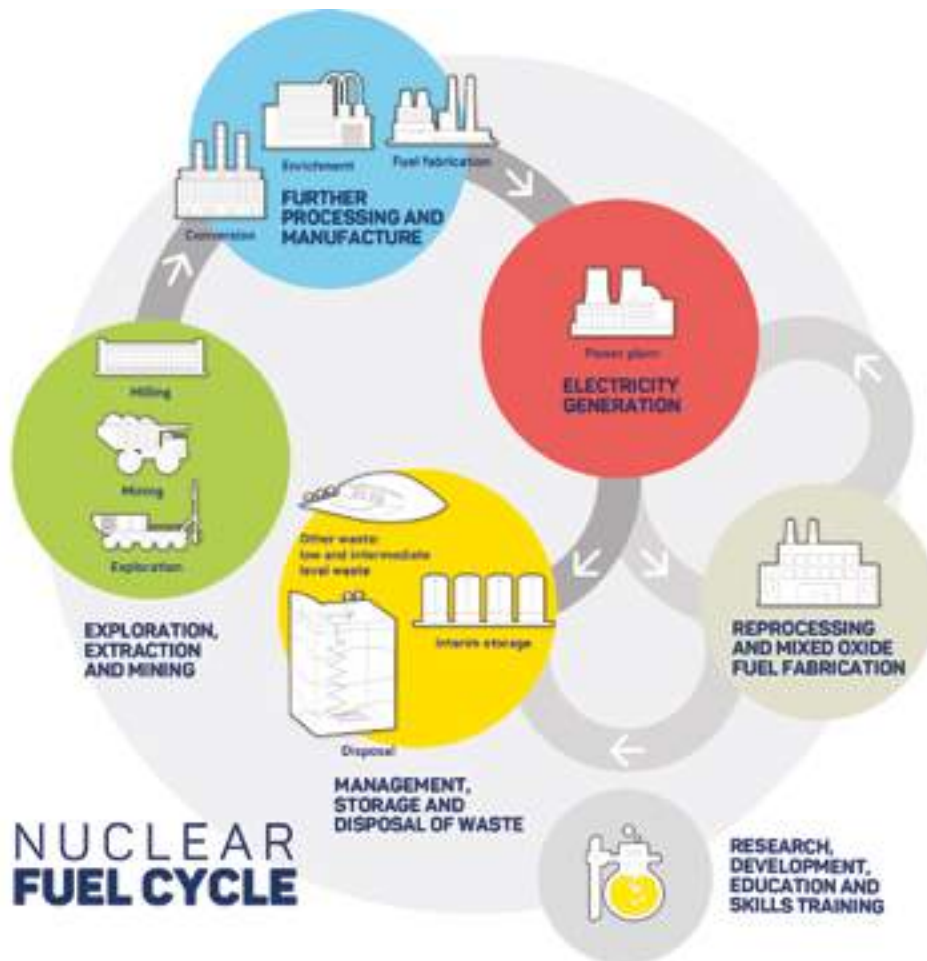 Enrichment
Fuel fabrication
FURTHER
PROCESSING AND
MANUFACTURE
Conversion
Power plant
ELECTRICITY
GENERATION
Milling
Mining
Exploration
EXPLORATION,
EXTRACTION
AND MINING
Other waste:
low and intermediate
level waste
Interim storage
Disposal
MANAGEMENT,
STORAGE AND
DISPOSAL OF WASTE
REPROCESSING
AND MIXED OXIDE
FUEL FABRICATION
RESEARCH,
DEVELOPMENT,
EDUCATION AND
SKILLS TRAINING
NUCLEAR
FUEL CYCLE